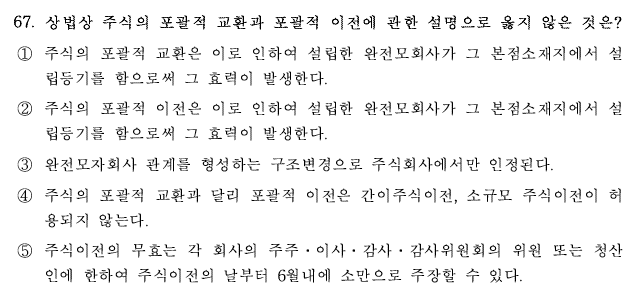 67. 상법상 주식의 포괄적 교환과 포괄적 이전에 관한 설명으로 옳지 않은 것은?
① 주식의 포괄적 교환은 이로 인하여 설립한 완전모회사가 그 본점소재지에서 설
립등기를 함으로써 그 효력이 발생한다.
② 주식의 포괄적 이전은 이로 인하여 설립한 완전모회사가 그 본점소재지에서 설
립등기를 함으로써 그 효력이 발생한다.
③ 완전모자회사 관계를 형성하는 구조변경으로 주식회사에서만 인정된다.
④ 주식의 포괄적 교환과 달리 포괄적 이전은 간이주식이전, 소규모 주식이전이 허
용되지 않는다.
⑤ 주식이전의 무효는 각 회사의 주주·이사·감사·감사위원회의 위원 또는 청산
인에 한하여 주식이전의 날부터 6월내에 소만으로 주장할 수 있다.